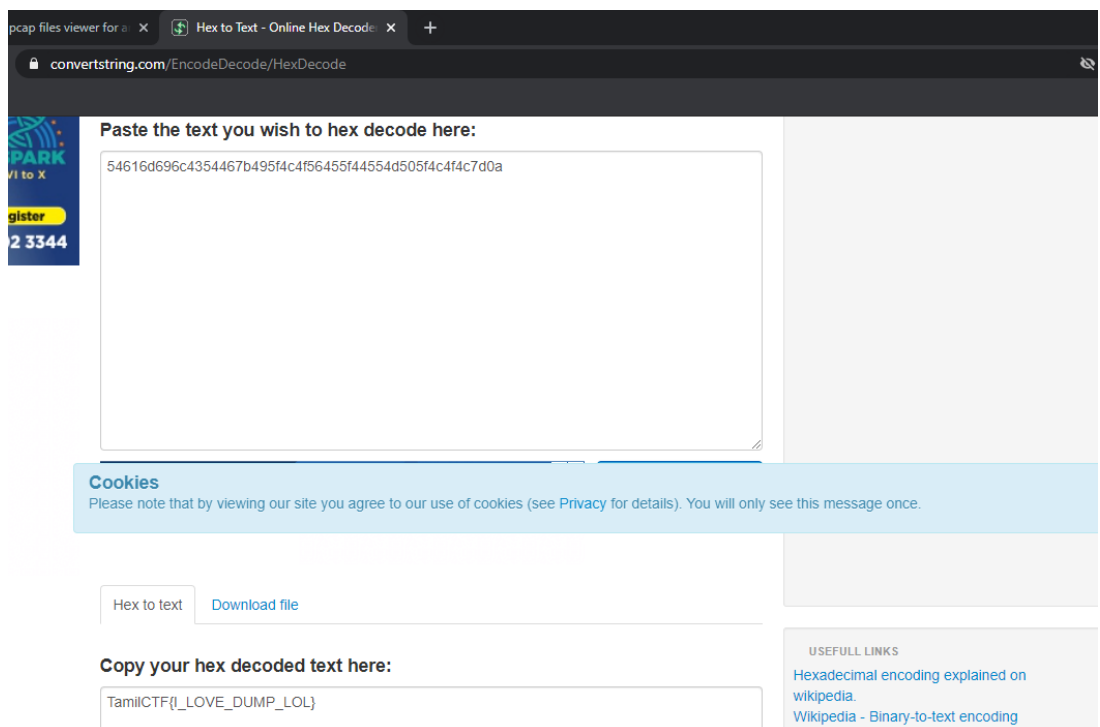 pcap files viewer for a
Hex to Text - Online Hex Decode
convertstring.com/EncodeDecode/HexDecode
PARK
VI to X
gister
02 3344
Paste the text you wish to hex decode here:
54616d696c4354467b495f4c4f56455f44554d505f4c4f4c7d0a
Cookies
Please note that by viewing our site you agree to our use of cookies (see Privacy for details). You will only see this message once.
Hex to text
Download file
Copy your hex decoded text here:
TamilCTF{I_LOVE_DUMP_LOL}
USEFULL LINKS
Hexadecimal encoding explained on
wikipedia.
Wikipedia - Binary-to-text encoding